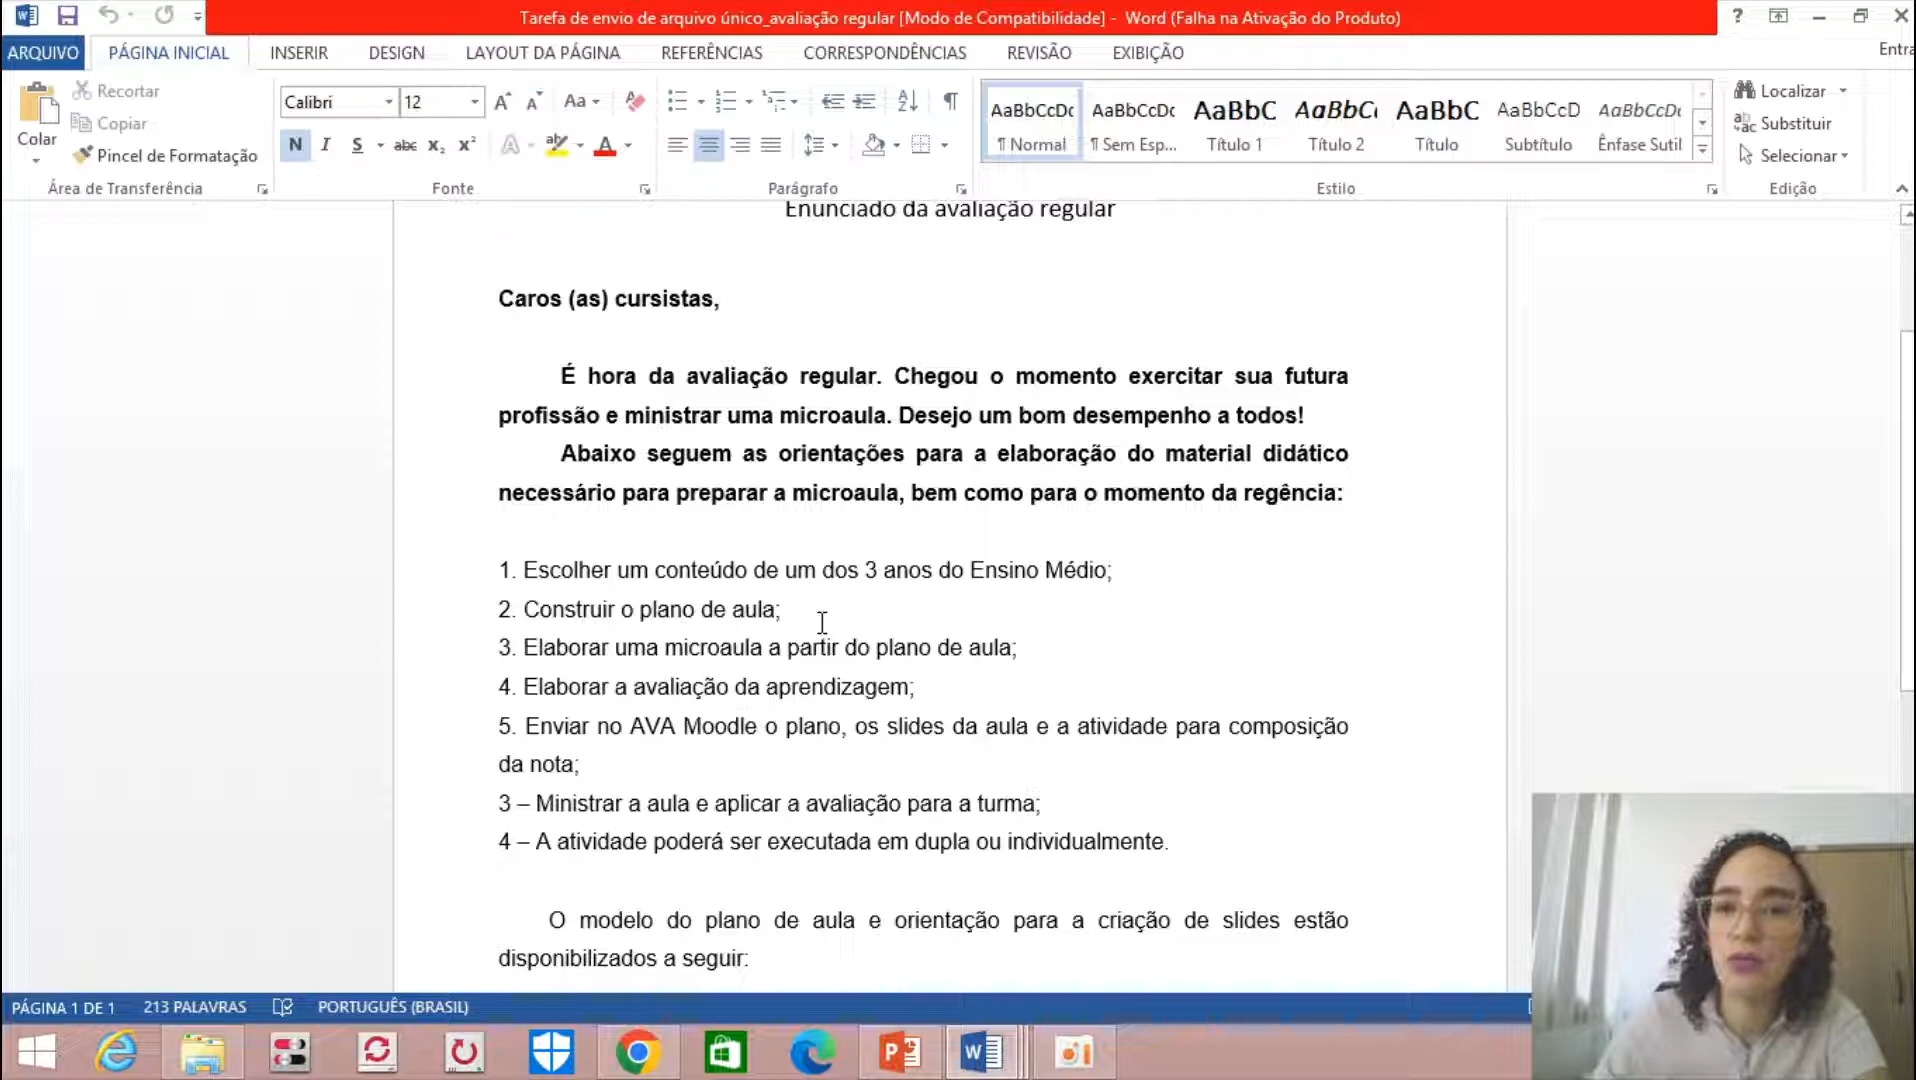 Tarefa de envio de arquivo único_avaliação regular [Modo de Compatibilidade] - Word (Falha na Ativação do Produto)
ARQUIVO PÁGINA INICIAL INSERIR DESIGN LAYOUT DA PÁGINA REFERÊNCIAS CORRESPONDÊNCIAS REVISÃO EXIBIÇÃO Entra
Colar
Recortar
Copiar
Pincel de Formatação
Área de Transferência
Calibri 12
Aa
N I S abc x₂ x² A ab A
Fonte
Parágrafo
AaBbCcDc AaBbCcDc AaBbC AaBbC AaBbC AaBbCcD AaBbCcDc
¶ Normal ¶ Sem Esp... Título 1 Título 2 Título Subtítulo Ênfase Sutil
Estilo
Localizar
Substituir
Selecionar
Edição
Enunciado da avaliação regular
Caros (as) cursistas,
É hora da avaliação regular. Chegou o momento exercitar sua futura
profissão e ministrar uma microaula. Desejo um bom desempenho a todos!
Abaixo seguem as orientações para a elaboração do material didático
necessário para preparar a microaula, bem como para o momento da regência:
1. Escolher um conteúdo de um dos 3 anos do Ensino Médio;
2. Construir o plano de aula;
3. Elaborar uma microaula a partir do plano de aula;
4. Elaborar a avaliação da aprendizagem;
5. Enviar no AVA Moodle o plano, os slides da aula e a atividade para composição
da nota;
3 – Ministrar a aula e aplicar a avaliação para a turma;
4 – A atividade poderá ser executada em dupla ou individualmente.
O modelo do plano de aula e orientação para a criação de slides estão
disponibilizados a seguir:
PÁGINA 1 DE 1 213 PALAVRAS PORTUGUÊS (BRASIL)